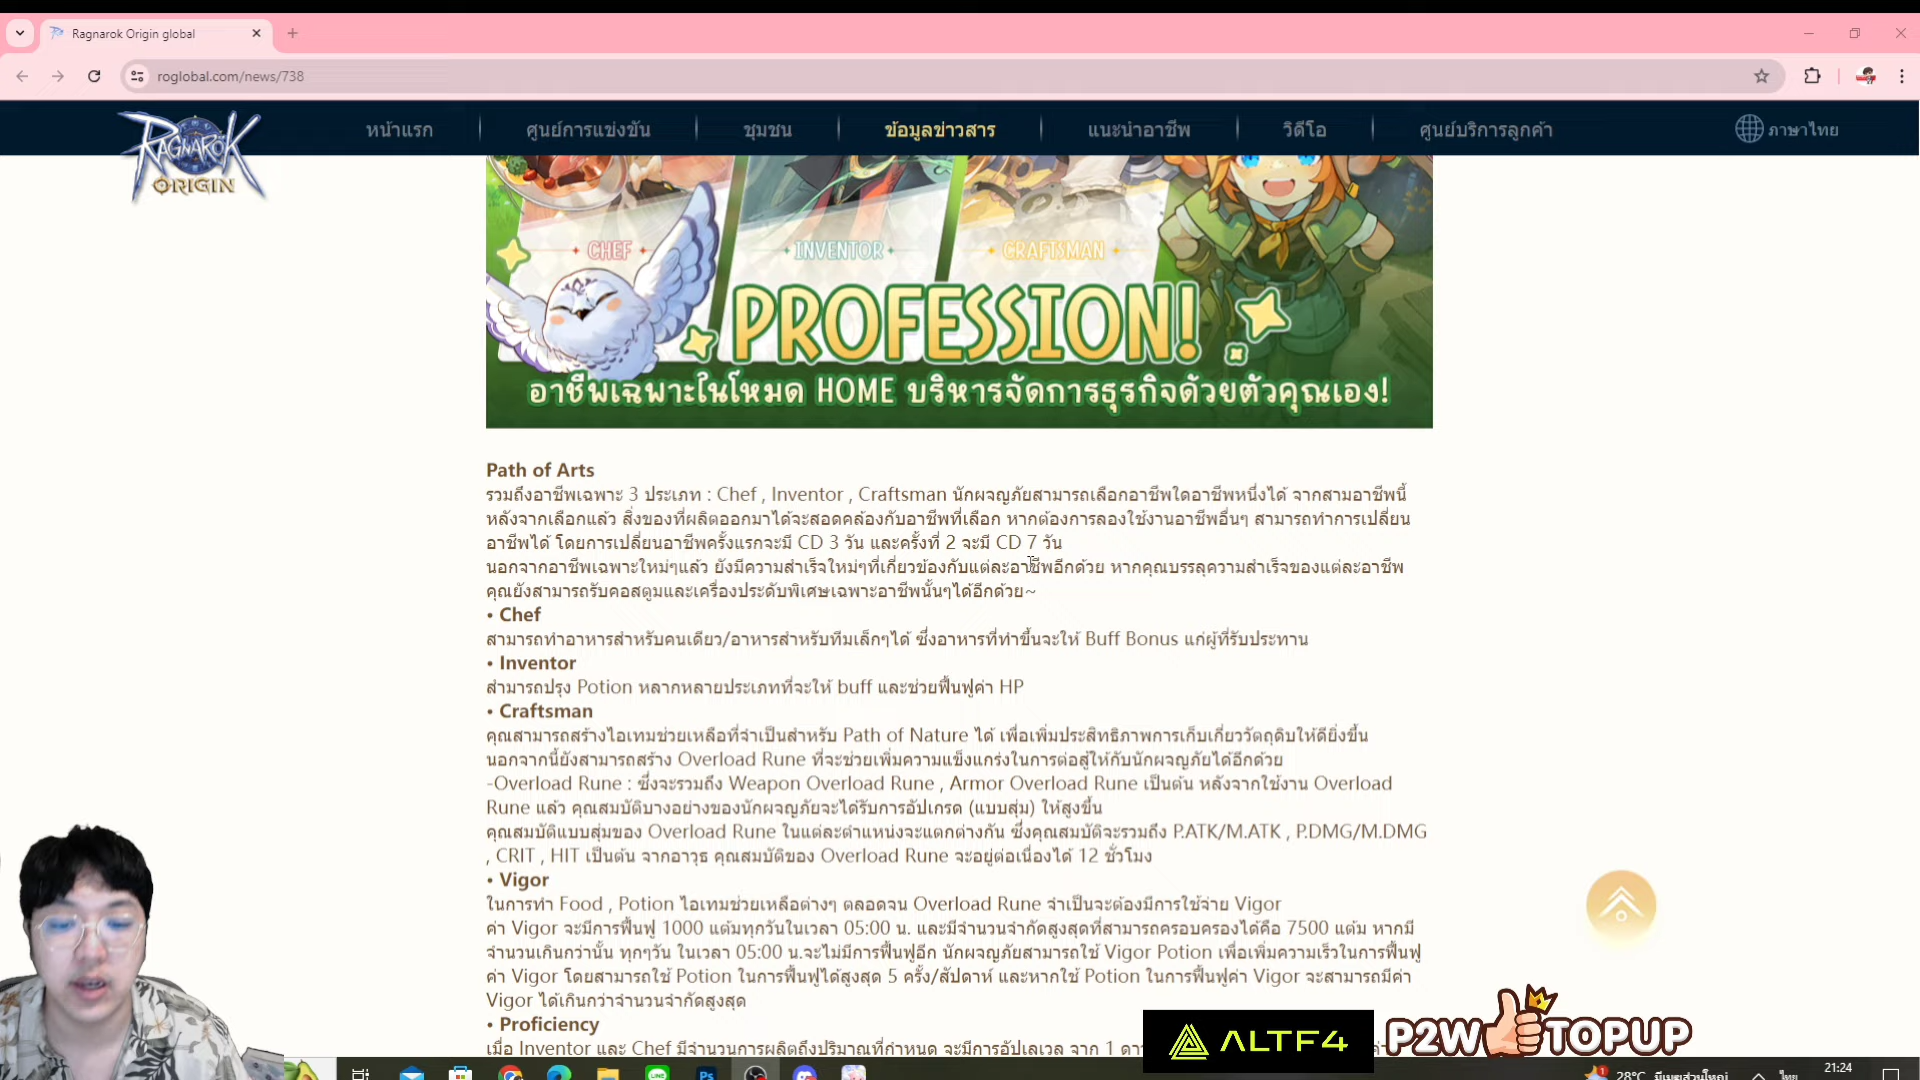 Ragnarok Origin global
roglobal.com/news/738
RAGNAROK
ORIGIN
หน้าแรก
ศูนย์การแข่งขัน
ชุมชน
ข้อมูลข่าวสาร
แนะนำอาชีพ
วิดีโอ
ศูนย์บริการลูกค้า
ภาษาไทย
CHEF
INVENTOR
CRAFTSMAN
PROFESSION!
อาชีพเฉพาะในโหมด HOME บริหารจัดการธุรกิจด้วยตัวคุณเอง!
Path of Arts
รวมถึงอาชีพเฉพาะ 3 ประเภท : Chef , Inventor , Craftsman นักผจญภัยสามารถเลือกอาชีพใดอาชีพหนึ่งได้ จากสามอาชีพนี้
หลังจากเลือกแล้ว สิ่งของที่ผลิตออกมาได้จะสอดคล้องกับอาชีพที่เลือก หากต้องการลองใช้งานอาชีพอื่นๆ สามารถทำการเปลี่ยน
อาชีพได้ โดยการเปลี่ยนอาชีพครั้งแรกจะมี CD 3 วัน และครั้งที่ 2 จะมี CD 7 วัน
นอกจากอาชีพเฉพาะใหม่ๆแล้ว ยังมีความสำเร็จใหม่ๆที่เกี่ยวข้องกับแต่ละอาชีพอีกด้วย หากคุณบรรลุความสำเร็จของแต่ละอาชีพ
คุณยังสามารถรับคอสตูมและเครื่องประดับพิเศษเฉพาะอาชีพนั้นๆได้อีกด้วย~
• Chef
สามารถทำอาหารสำหรับคนเดียว/อาหารสำหรับทีมเล็กๆได้ ซึ่งอาหารที่ทำขึ้นจะให้ Buff Bonus แก่ผู้ที่รับประทาน
• Inventor
สามารถปรุง Potion หลากหลายประเภทที่จะให้ buff และช่วยฟื้นฟูค่า HP
• Craftsman
คุณสามารถสร้างไอเทมช่วยเหลือที่จำเป็นสำหรับ Path of Nature ได้ เพื่อเพิ่มประสิทธิภาพการเก็บเกี่ยววัตถุดิบให้ดียิ่งขึ้น
นอกจากนี้ยังสามารถสร้าง Overload Rune ที่จะช่วยเพิ่มความแข็งแกร่งในการต่อสู้ให้กับนักผจญภัยได้อีกด้วย
-Overload Rune : ซึ่งจะรวมถึง Weapon Overload Rune , Armor Overload Rune เป็นต้น หลังจากใช้งาน Overload
Rune แล้ว คุณสมบัติบางอย่างของนักผจญภัยจะได้รับการอัปเกรด (แบบสุ่ม) ให้สูงขึ้น
คุณสมบัติแบบสุ่มของ Overload Rune ในแต่ละตำแหน่งจะแตกต่างกัน ซึ่งคุณสมบัติจะรวมถึง P.ATK/M.ATK , P.DMG/M.DMG
, CRIT , HIT เป็นต้น จากอาวุธ คุณสมบัติของ Overload Rune จะอยู่ต่อเนื่องได้ 12 ชั่วโมง
• Vigor
ในการทำ Food , Potion ไอเทมช่วยเหลือต่างๆ ตลอดจน Overload Rune จำเป็นจะต้องมีการใช้จ่าย Vigor
ค่า Vigor จะมีการฟื้นฟู 1000 แต้มทุกวันในเวลา 05:00 น. และมีจำนวนจำกัดสูงสุดที่สามารถครอบครองได้คือ 7500 แต้ม หากมี
จำนวนเกินกว่านั้น ทุกๆวัน ในเวลา 05:00 น.จะไม่มีการฟื้นฟูอีก นักผจญภัยสามารถใช้ Vigor Potion เพื่อเพิ่มความเร็วในการฟื้นฟู
ค่า Vigor โดยสามารถใช้ Potion ในการฟื้นฟูได้สูงสุด 5 ครั้ง/สัปดาห์ และหากใช้ Potion ในการฟื้นฟูค่า Vigor จะสามารถมีค่า
Vigor ได้เกินกว่าจำนวนจำกัดสูงสุด
• Proficiency
เมื่อ Inventor และ Chef มีจำนวนการผลิตถึงปริมาณที่กำหนด จะมีการอัปเลเวล จาก 1
ALTF4
P2W TOPUP
28°C มีเมฆส่วนใหญ่
ไทย
21:24